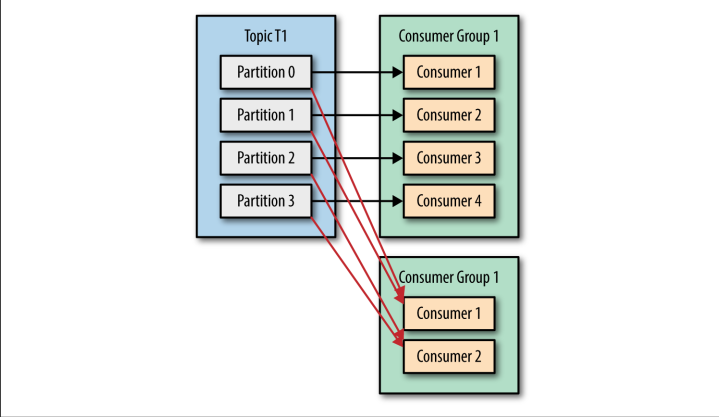 Topic T1
Partition 0
Partition 1
Partition 2
Partition 3
Consumer Group 1
Consumer 1
Consumer 2
Consumer 3
Consumer 4
Consumer Group 1
Consumer 1
Consumer 2